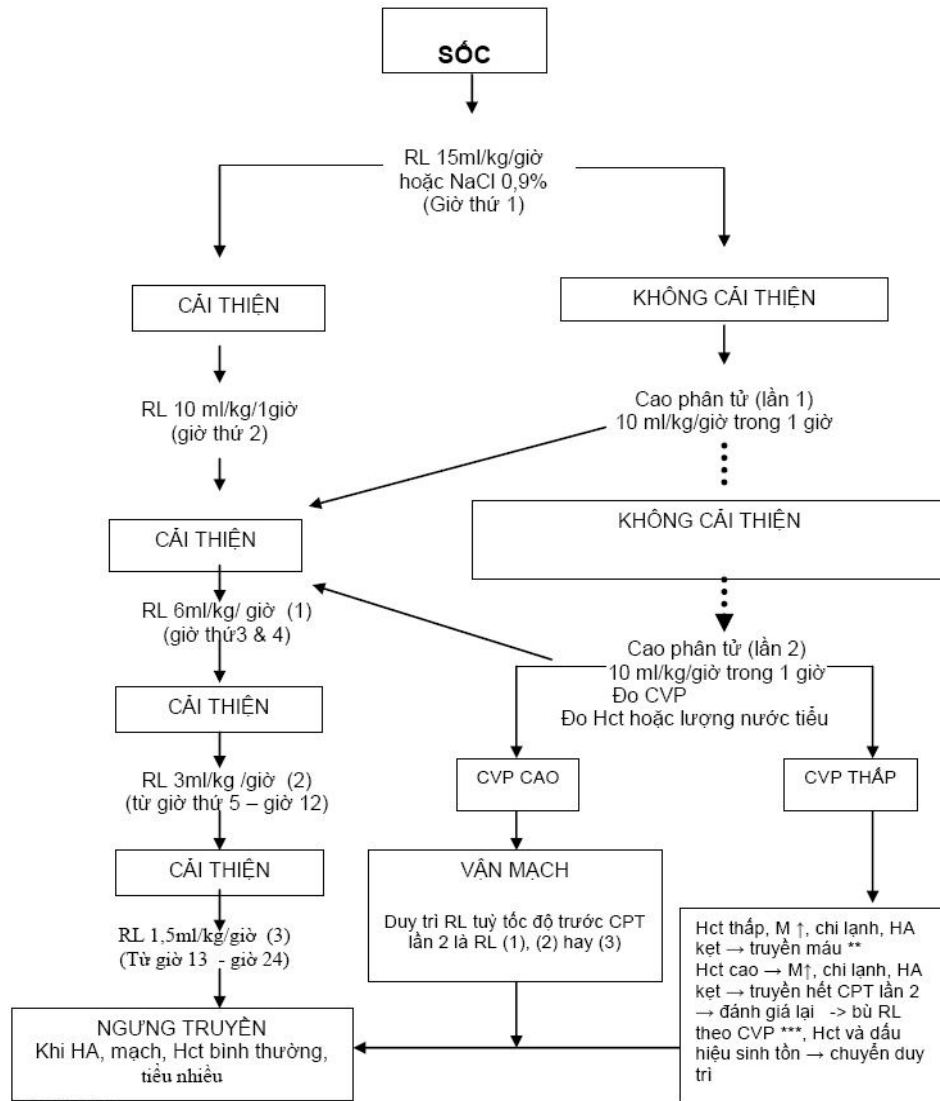 SỐC
RL 15ml/kg/giờ
hoặc NaCl 0,9%
(Giờ thứ 1)
CẢI THIỆN
KHÔNG CẢI THIỆN
RL 10 ml/kg/1giờ
(giờ thứ 2)
Cao phân tử (lần 1)
10 ml/kg/giờ trong 1 giờ
CẢI THIỆN
KHÔNG CẢI THIỆN
RL 6ml/kg/ giờ (1)
(giờ thứ3 & 4)
Cao phân tử (lần 2)
10 ml/kg/giờ trong 1 giờ
Đo CVP
Đo Hct hoặc lượng nước tiểu
CẢI THIỆN
RL 3ml/kg /giờ (2)
(từ giờ thứ 5 – giờ 12)
CVP CAO
CVP THẤP
CẢI THIỆN
VẬN MẠCH
Duy trì RL tuỳ tốc độ trước CPT
lần 2 là RL (1), (2) hay (3)
RL 1,5ml/kg/giờ (3)
(Từ giờ 13 - giờ 24)
Hct thấp, M ↑, chi lạnh, HA
kẹt → truyền máu **
Hct cao → M↑, chi lạnh, HA
kẹt → truyền hết CPT lần 2
→ đánh giá lại -> bù RL
theo CVP ***, Hct và dấu
hiệu sinh tồn → chuyển duy
trì
NGƯNG TRUYỀN
Khi HA, mạch, Hct bình thường,
tiểu nhiều